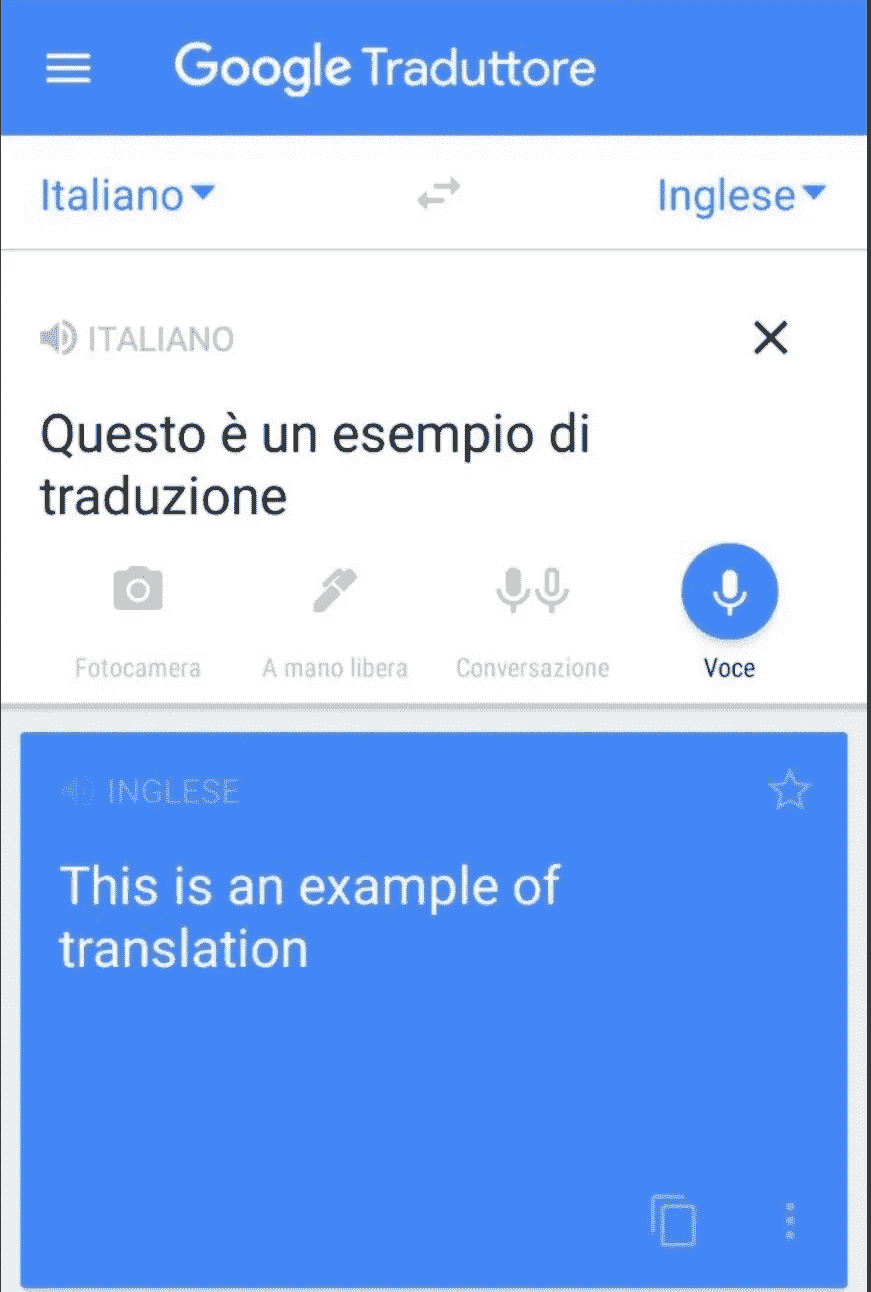 Google Traduttore
Italiano Inglese
ITALIANO
Questo è un esempio di
traduzione
Fotocamera A mano libera Conversazione Voce
INGLESE
This is an example of
translation